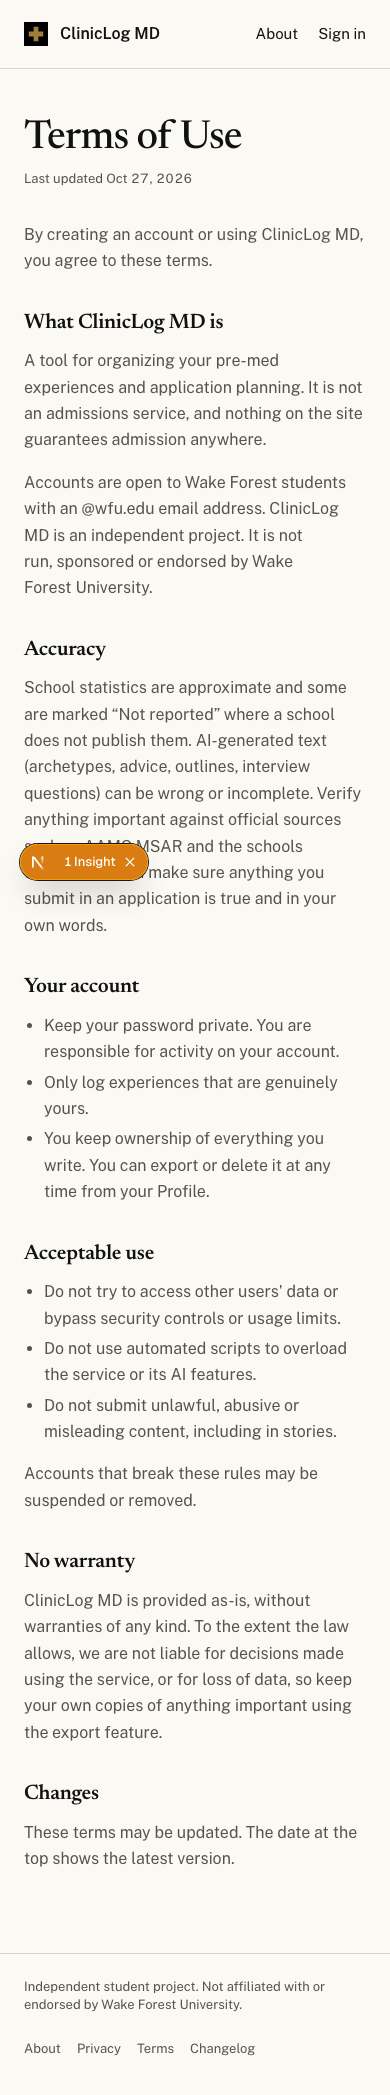 ClinicLog MD
About Sign in
Terms of Use
Last updated Oct 27, 2026
By creating an account or using ClinicLog MD,
you agree to these terms.
What ClinicLog MD is
A tool for organizing your pre-med
experiences and application planning. It is not
an admissions service, and nothing on the site
guarantees admission anywhere.
Accounts are open to Wake Forest students
with an @wfu.edu email address. ClinicLog
MD is an independent project. It is not
run, sponsored or endorsed by Wake
Forest University.
Accuracy
School statistics are approximate and some
are marked “Not reported” where a school
does not publish them. AI-generated text
(archetypes, advice, outlines, interview
questions) can be wrong or incomplete. Verify
anything important against official sources
MSAR and the schools
1 Insight
make sure anything you
submit in an application is true and in your
own words.
Your account
• Keep your password private. You are
responsible for activity on your account.
• Only log experiences that are genuinely
yours.
• You keep ownership of everything you
write. You can export or delete it at any
time from your Profile.
Acceptable use
• Do not try to access other users’ data or
bypass security controls or usage limits.
• Do not use automated scripts to overload
the service or its AI features.
• Do not submit unlawful, abusive or
misleading content, including in stories.
Accounts that break these rules may be
suspended or removed.
No warranty
ClinicLog MD is provided as-is, without
warranties of any kind. To the extent the law
allows, we are not liable for decisions made
using the service, or for loss of data, so keep
your own copies of anything important using
the export feature.
Changes
These terms may be updated. The date at the
top shows the latest version.
Independent student project. Not affiliated with or
endorsed by Wake Forest University.
About Privacy Terms Changelog